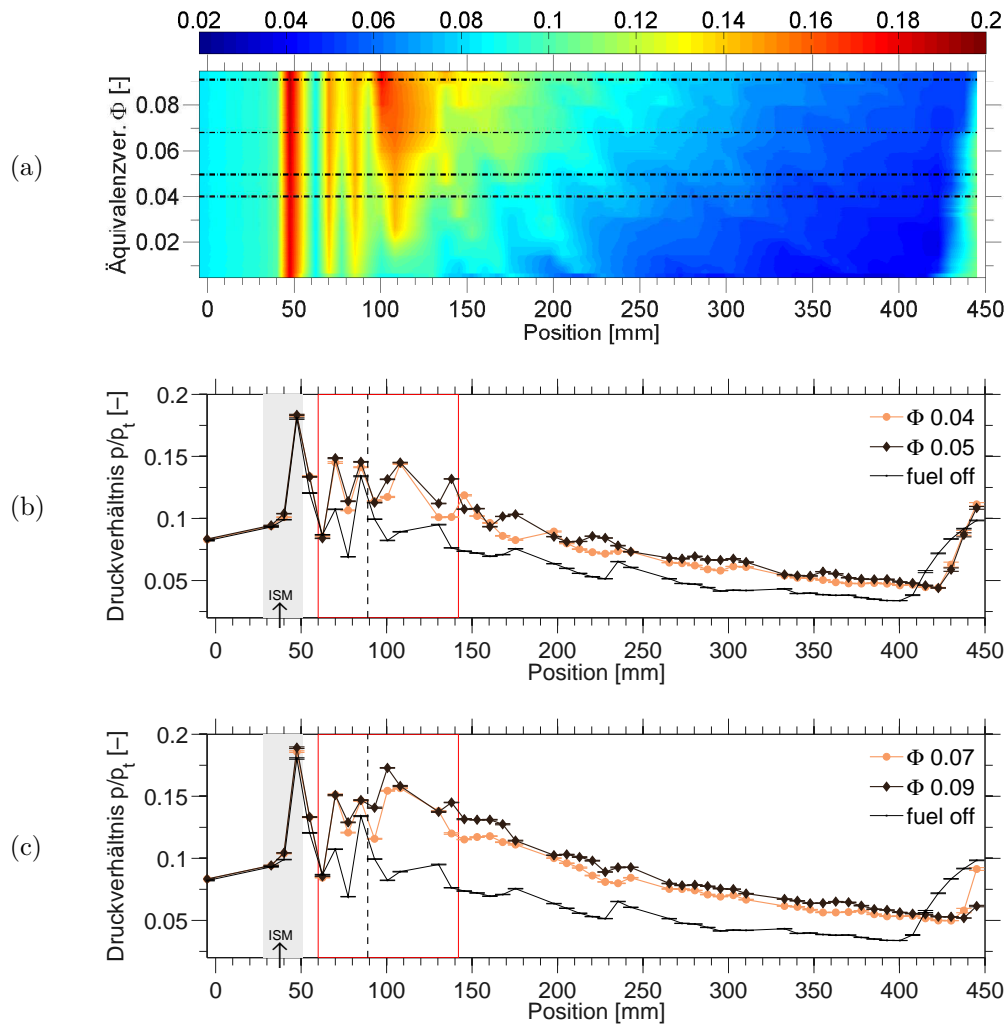 0.02 0.04 0.06 0.08 0.1 0.12 0.14 0.16 0.18 0.2
(a)
Äquivalenzver. Φ [-]
0.08
0.06
0.04
0.02
0 50 100 150 200 250 300 350 400 450
Position [mm]
(b)
Druckverhältnis p/p_t [–]
0.2
0.15
0.1
0.05
Φ 0.04
Φ 0.05
fuel off
ISM
0 50 100 150 200 250 300 350 400 450
Position [mm]
(c)
Druckverhältnis p/p_t [–]
0.2
0.15
0.1
0.05
Φ 0.07
Φ 0.09
fuel off
ISM
0 50 100 150 200 250 300 350 400 450
Position [mm]